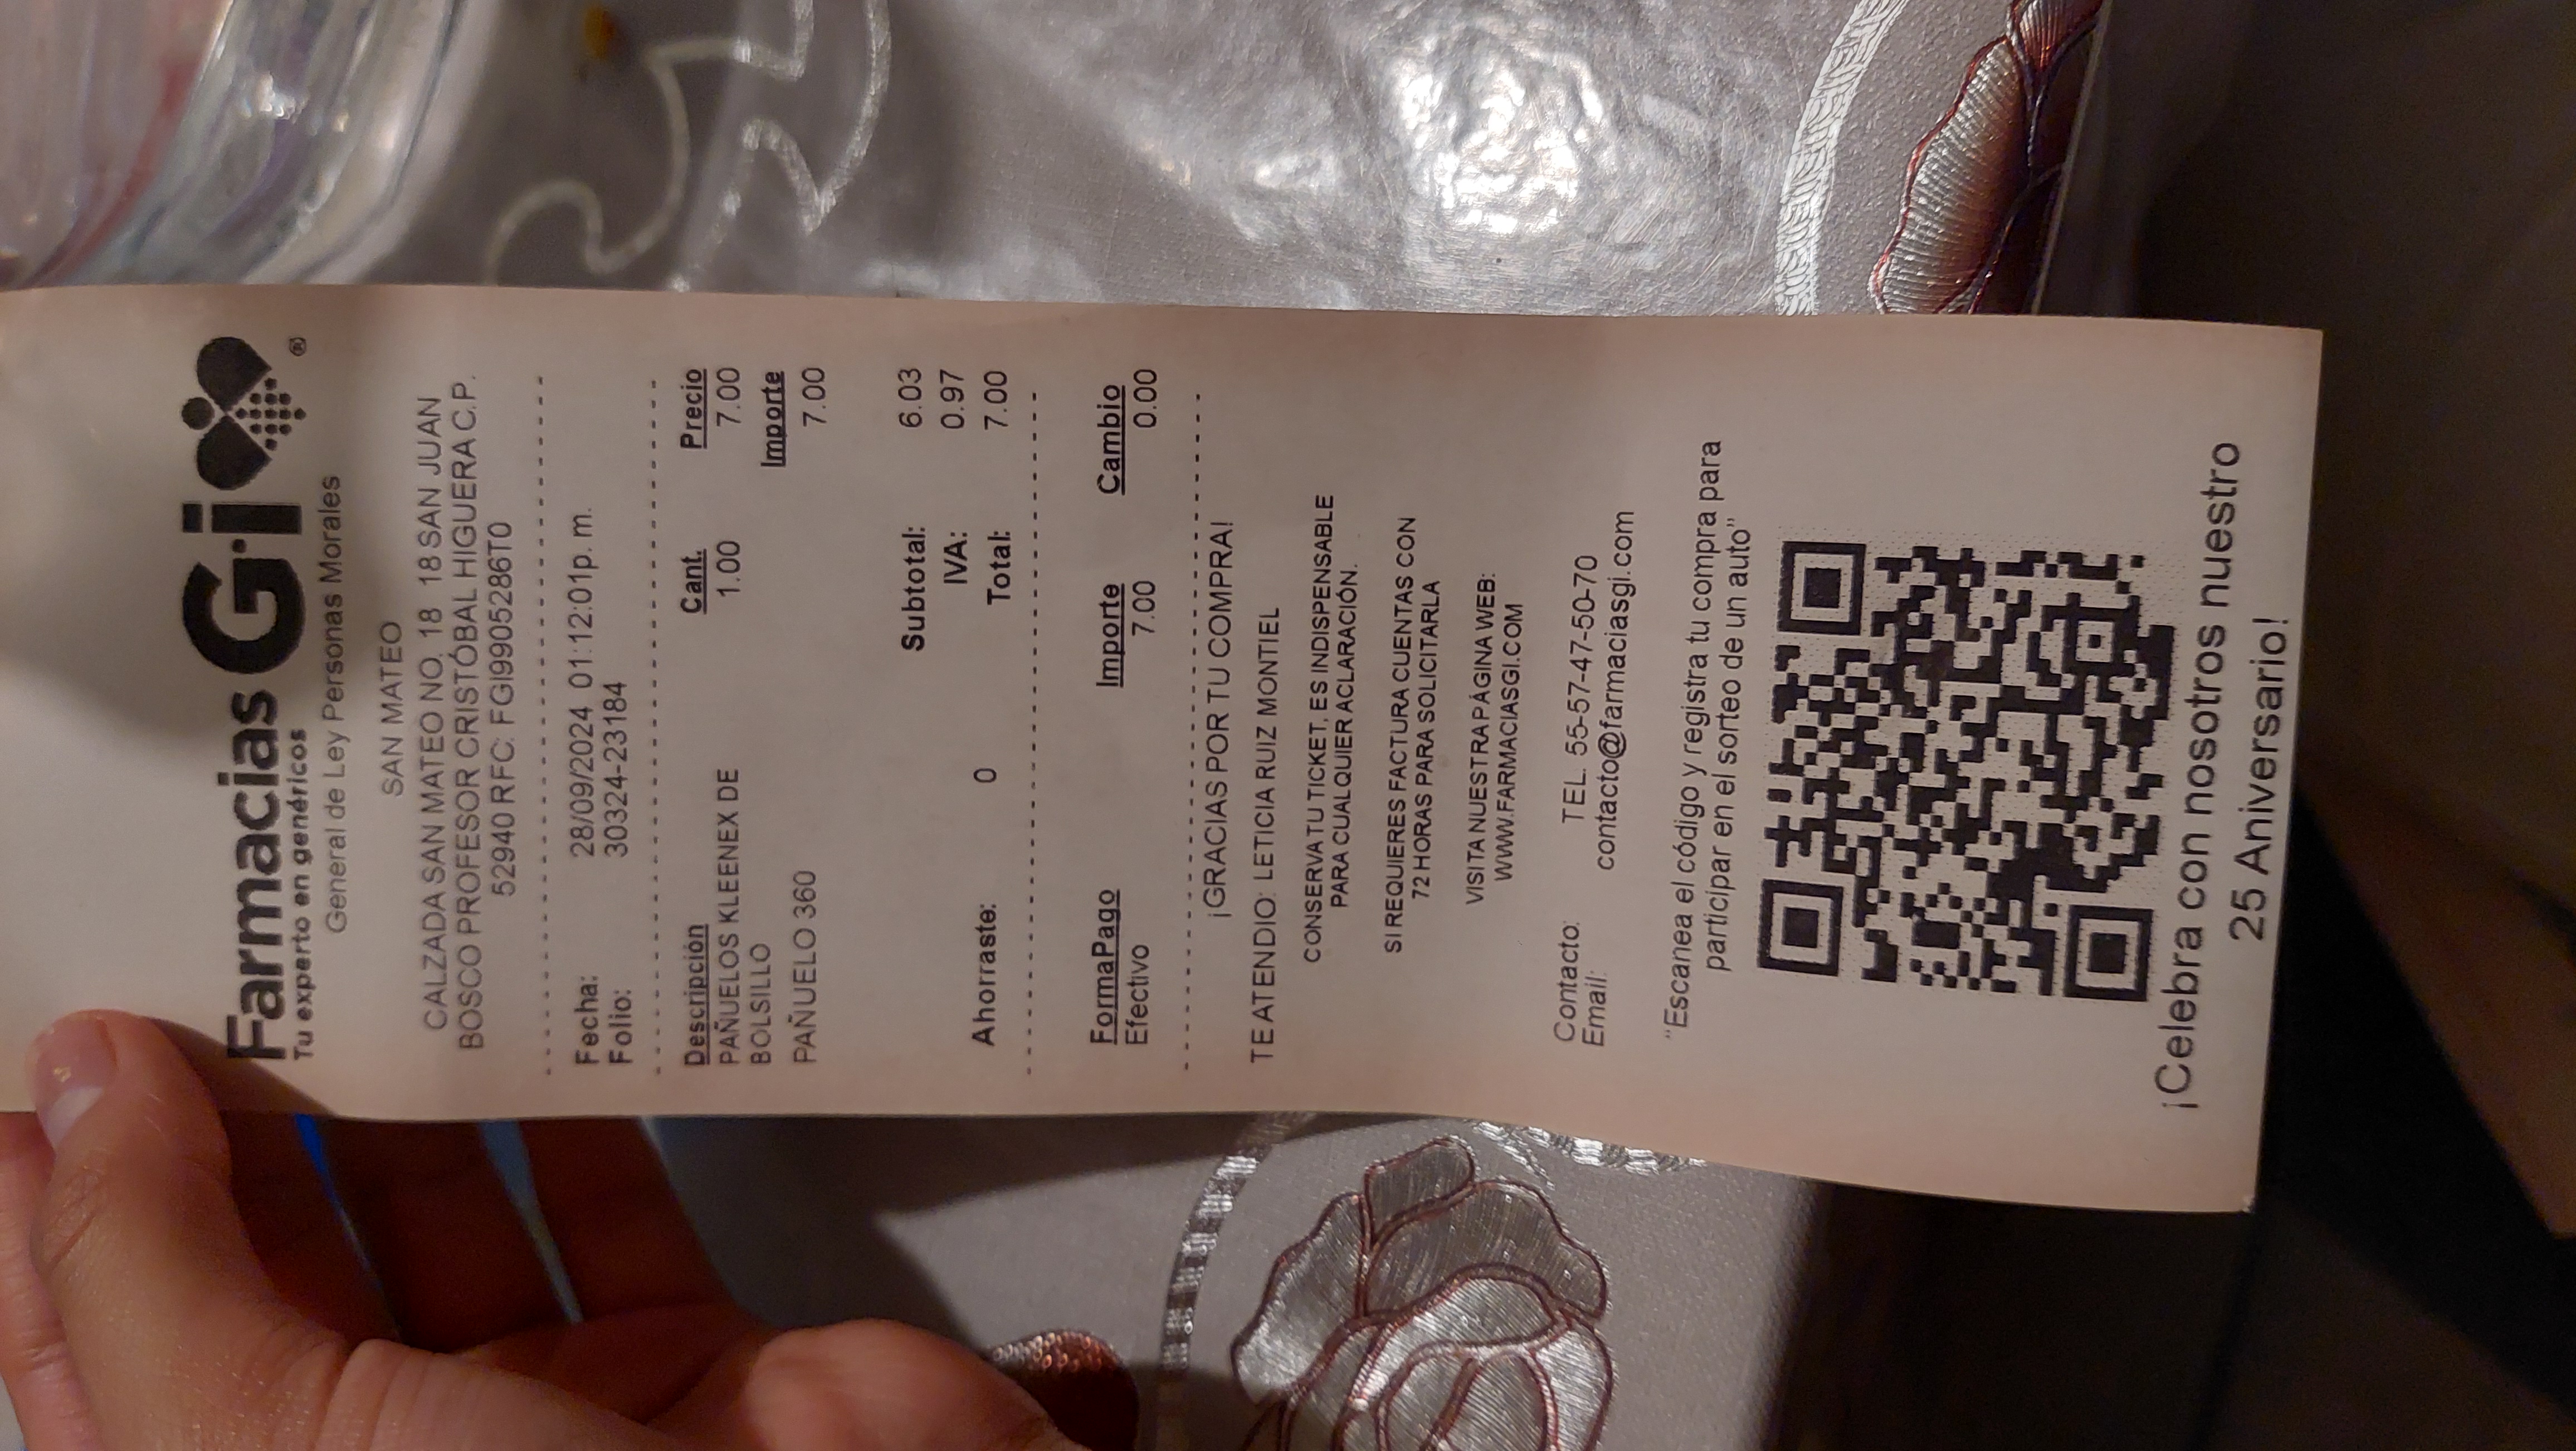 Farmacias Gi®
Tu experto en genéricos
General de Ley Personas Morales
SAN MATEO
CALZADA SAN MATEO NO. 18 18 SAN JUAN
BOSCO PROFESOR CRISTÓBAL HIGUERA C.P.
52940 RFC: FGI9905286T0
Fecha: 28/09/2024 01:12:01p. m.
Folio: 30324-23184
Descripción Cant. Precio
PAÑUELOS KLEENEX DE 1.00 7.00
BOLSILLO Importe
PAÑUELO 360 7.00
Subtotal: 6.03
IVA: 0.97
Ahorraste: 0 Total: 7.00
FormaPago Importe Cambio
Efectivo 7.00 0.00
¡GRACIAS POR TU COMPRA!
TE ATENDIO: LETICIA RUIZ MONTIEL
CONSERVA TU TICKET, ES INDISPENSABLE
PARA CUALQUIER ACLARACIÓN.
SI REQUIERES FACTURA CUENTAS CON
72 HORAS PARA SOLICITARLA
VISITA NUESTRA PÁGINA WEB:
WWW.FARMACIASGI.COM
Contacto: TEL. 55-57-47-50-70
Email: contacto@farmaciasgi.com
"Escanea el código y registra tu compra para
participar en el sorteo de un auto"
¡Celebra con nosotros nuestro
25 Aniversario!